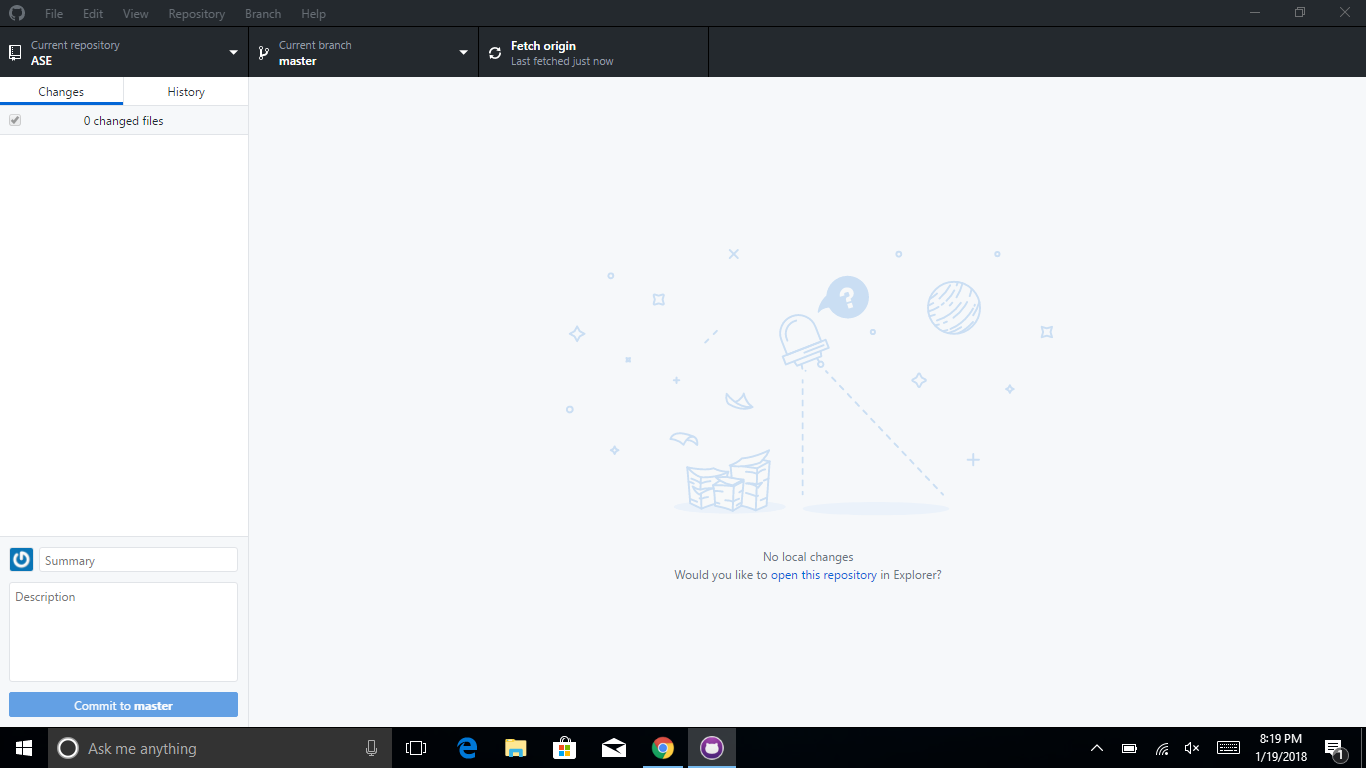 File Edit View Repository Branch Help
Current repository
ASE
Current branch
master
Fetch origin
Last fetched just now
Changes
History
0 changed files
?
No local changes
Would you like to open this repository in Explorer?
Summary
Description
Commit to master
Ask me anything
8:19 PM
1/19/2018
1